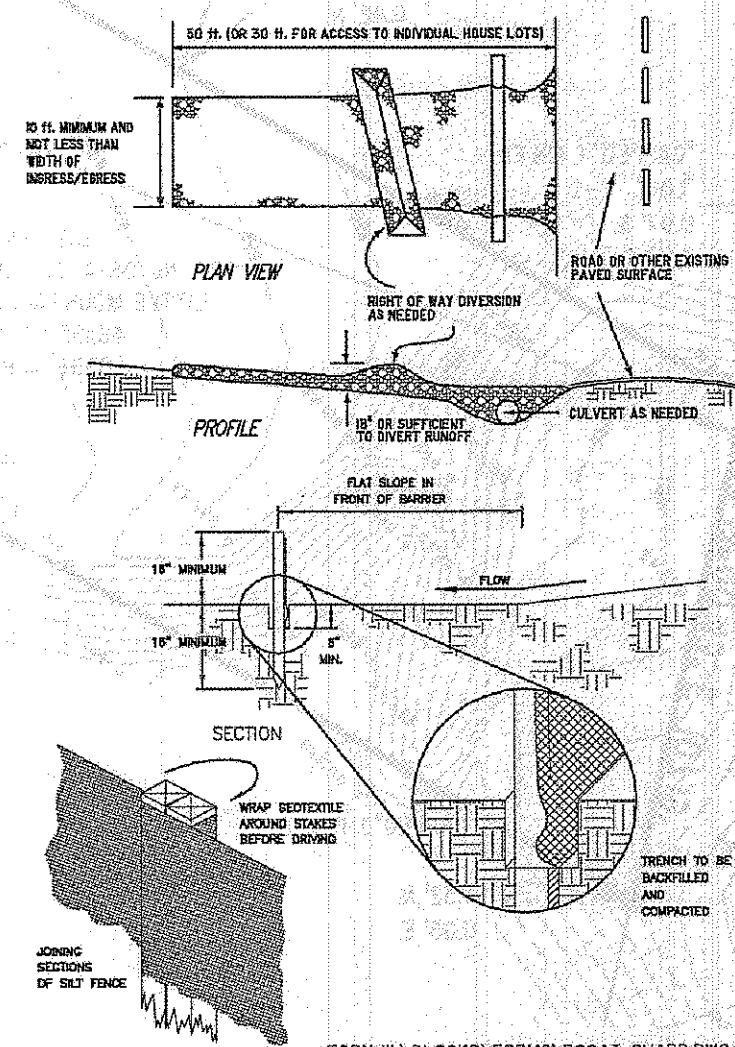 50 ft. (OR 30 ft. FOR ACCESS TO INDIVIDUAL HOUSE LOTS)
10 ft. MINIMUM AND
NOT LESS THAN
WIDTH OF
INGRESS/EGRESS
PLAN VIEW
RIGHT OF WAY DIVERSION
AS NEEDED
ROAD OR OTHER EXISTING
PAVED SURFACE
PROFILE
18" OR SUFFICIENT
TO DIVERT RUNOFF
CULVERT AS NEEDED
FLAT SLOPE IN
FRONT OF BARRIER
16" MINIMUM
FLOW
16" MINIMUM
8"
MIN.
SECTION
WRAP GEOTEXTILE
AROUND STAKES
BEFORE DRIVING
TRENCH TO BE
BACKFILLED
AND
COMPACTED
JOINING
SECTIONS
OF SILT FENCE